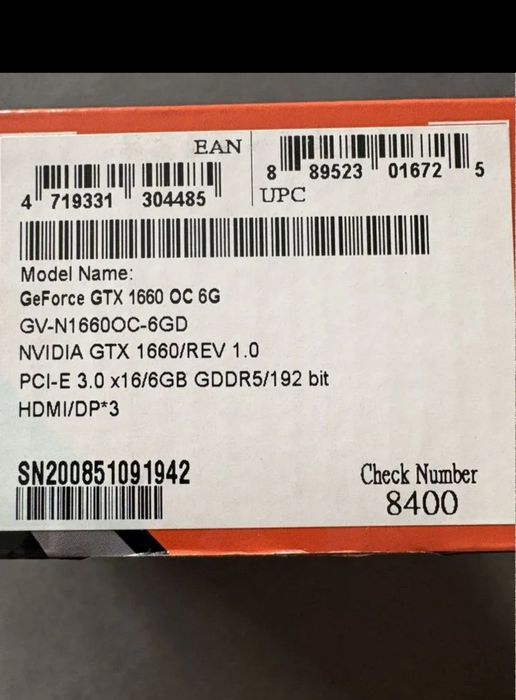 EAN
4 719331 304485
8 89523 01672 5
UPC
Model Name:
GeForce GTX 1660 OC 6G
GV-N1660OC-6GD
NVIDIA GTX 1660/REV 1.0
PCI-E 3.0 x16/6GB GDDR5/192 bit
HDMI/DP*3
SN200851091942
Check Number
8400